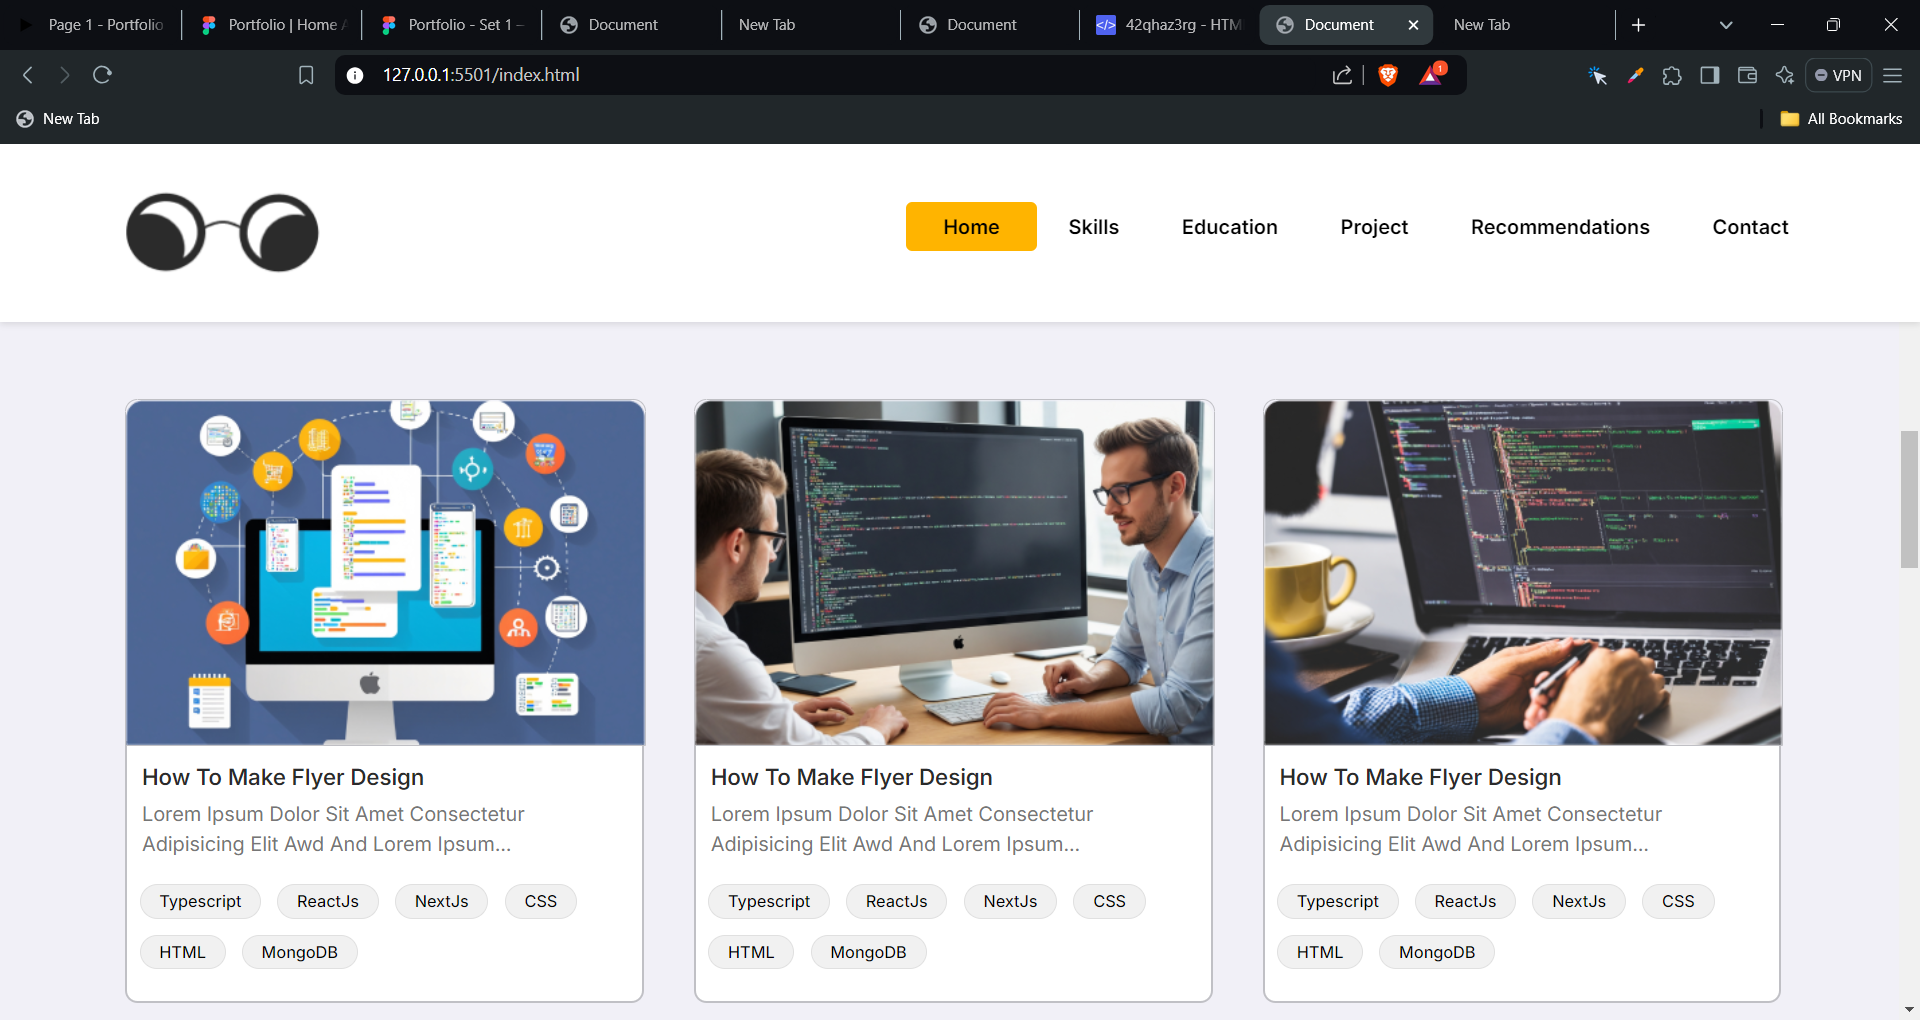 Page 1 - Portfolio
Portfolio | Home
Portfolio - Set 1 -
Document
New Tab
Document
42qhaz3rg - HTM
Document
New Tab
127.0.0.1:5501/index.html
1
VPN
New Tab
All Bookmarks
Home Skills Education Project Recommendations Contact
How To Make Flyer Design
Lorem Ipsum Dolor Sit Amet Consectetur
Adipisicing Elit Awd And Lorem Ipsum...
Typescript ReactJs NextJs CSS
HTML MongoDB
How To Make Flyer Design
Lorem Ipsum Dolor Sit Amet Consectetur
Adipisicing Elit Awd And Lorem Ipsum...
Typescript ReactJs NextJs CSS
HTML MongoDB
How To Make Flyer Design
Lorem Ipsum Dolor Sit Amet Consectetur
Adipisicing Elit Awd And Lorem Ipsum...
Typescript ReactJs NextJs CSS
HTML MongoDB